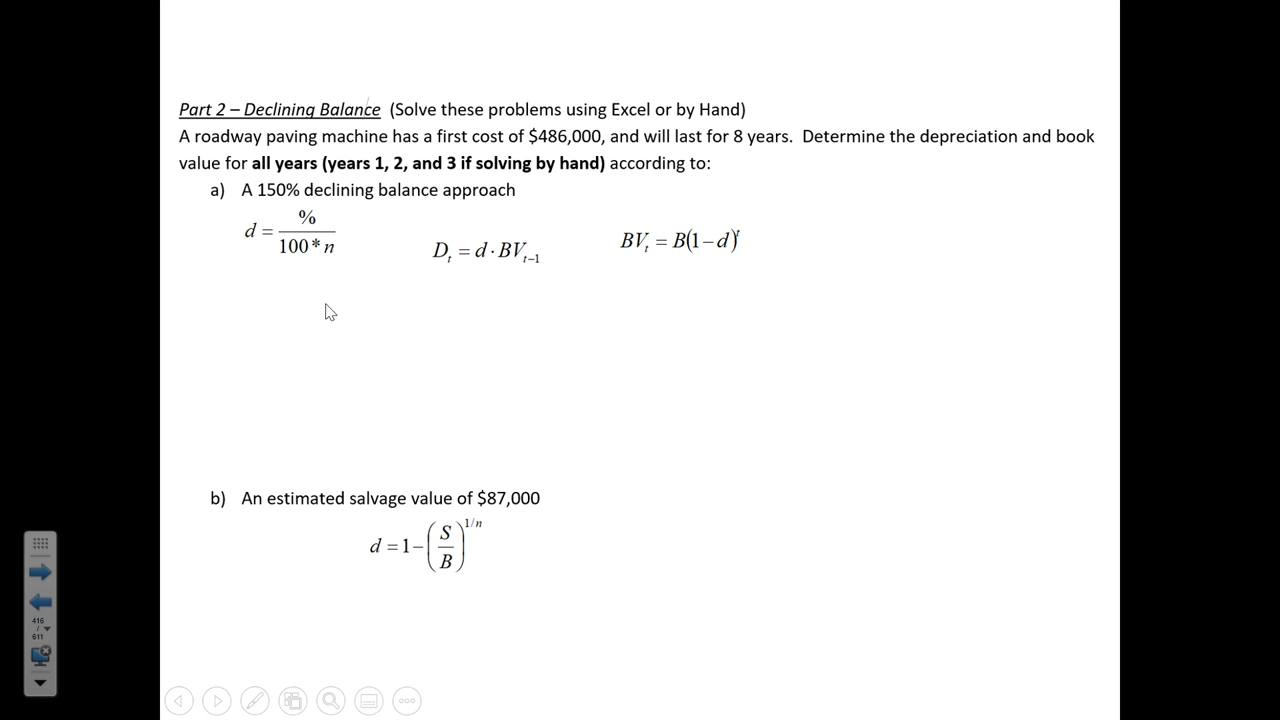 Part 2 – Declining Balance (Solve these problems using Excel or by Hand)
A roadway paving machine has a first cost of $486,000, and will last for 8 years. Determine the depreciation and book
value for all years (years 1, 2, and 3 if solving by hand) according to:
a) A 150% declining balance approach
d = % / 100 * n
D_t = d · BV_{t–1}
BV_t = B(1 – d)^t
b) An estimated salvage value of $87,000
d = 1 – (S / B)^{1/n}
416
/
611